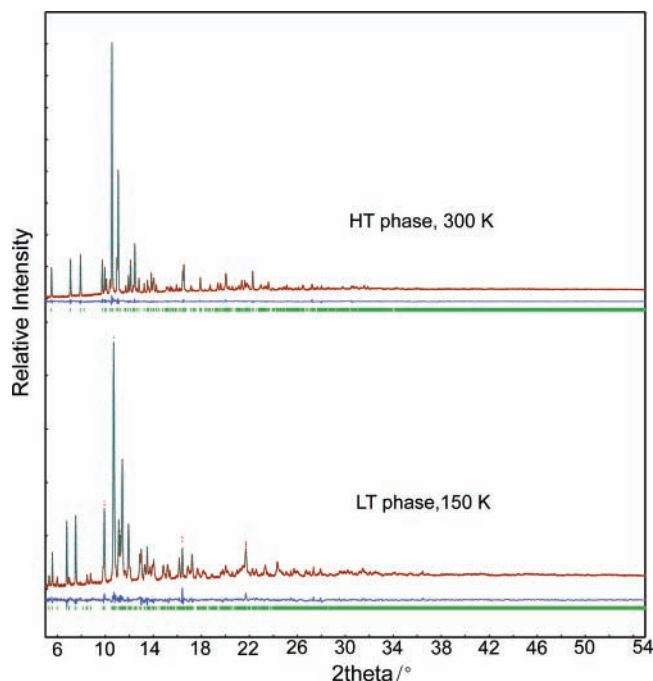 Relative Intensity
HT phase, 300 K
LT phase,150 K
6 10 14 18 22 26 30 34 38 42 46 50 54
2theta/°